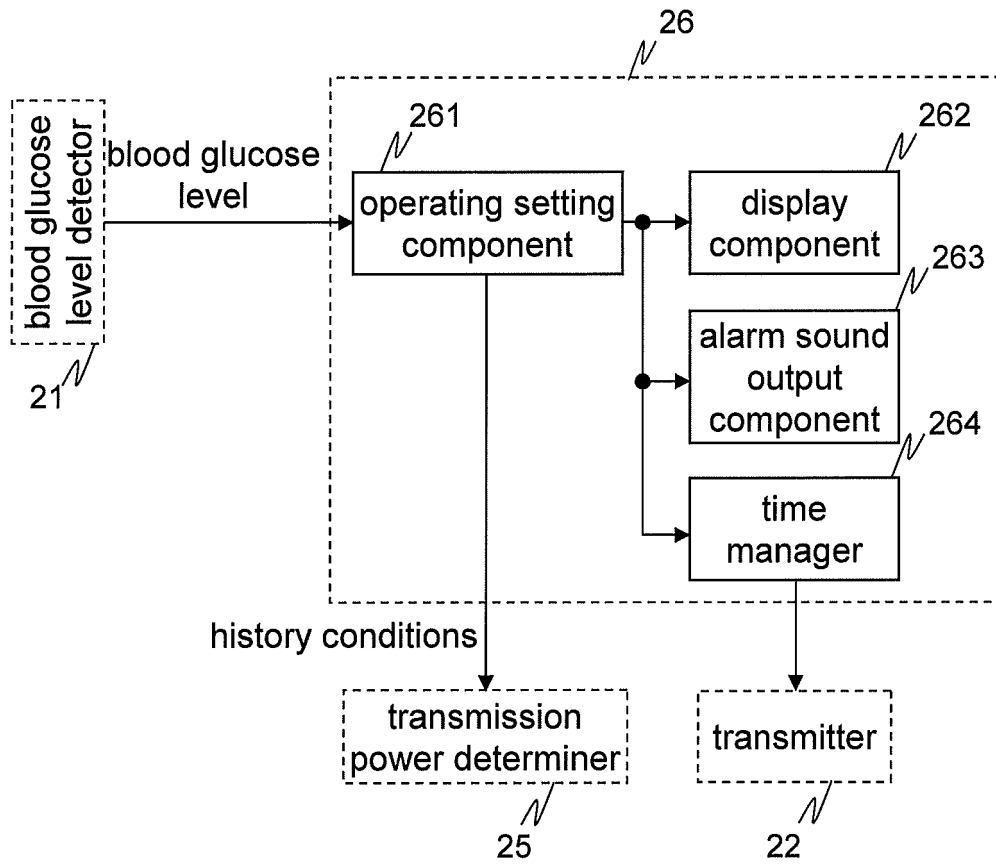 26
261
262
blood glucose
level detector
blood glucose
level
operating setting
component
display
component
263
21
alarm sound
output
component
264
time
manager
history conditions
transmission
power determiner
transmitter
25
22